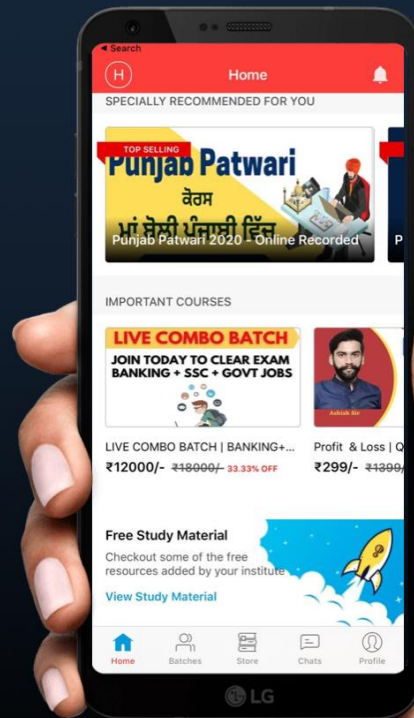 Search
H
Home
SPECIALLY RECOMMENDED FOR YOU
TOP SELLING
Punjab Patwari
ਕੋਰਸ
ਮਾਂ ਬੋਲੀ ਪੰਜਾਬੀ ਵਿੱਚ
Punjab Patwari 2020 - Online Recorded
P
IMPORTANT COURSES
LIVE COMBO BATCH
JOIN TODAY TO CLEAR EXAM
BANKING + SSC + GOVT JOBS
Ashish Sir
LIVE COMBO BATCH | BANKING+...
₹12000/- ₹18000/- 33.33% OFF
Profit & Loss | Q
₹299/- ₹1399/
Free Study Material
Checkout some of the free
resources added by your institute
View Study Material
Home
Batches
Store
Chats
Profile
LG